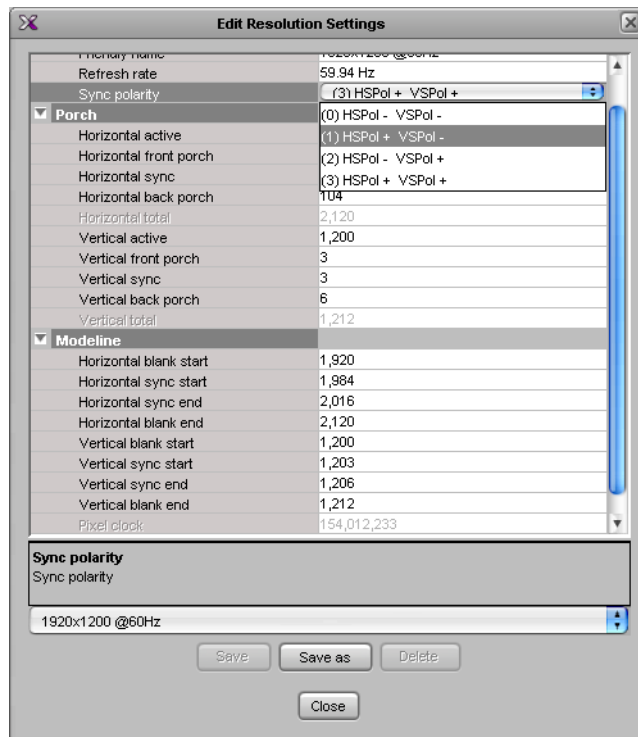 Edit Resolution Settings
Friendly name 1920x1200 @60Hz
Refresh rate 59.94 Hz
Sync polarity (3) HSPol + VSPol +
Porch (0) HSPol - VSPol -
Horizontal active (1) HSPol + VSPol -
Horizontal front porch (2) HSPol - VSPol +
Horizontal sync (3) HSPol + VSPol +
Horizontal back porch 104
Horizontal total 2,120
Vertical active 1,200
Vertical front porch 3
Vertical sync 3
Vertical back porch 6
Vertical total 1,212
Modeline
Horizontal blank start 1,920
Horizontal sync start 1,984
Horizontal sync end 2,016
Horizontal blank end 2,120
Vertical blank start 1,200
Vertical sync start 1,203
Vertical sync end 1,206
Vertical blank end 1,212
Pixel clock 154,012,233
Sync polarity
Sync polarity
1920x1200 @60Hz
Save Save as Delete
Close